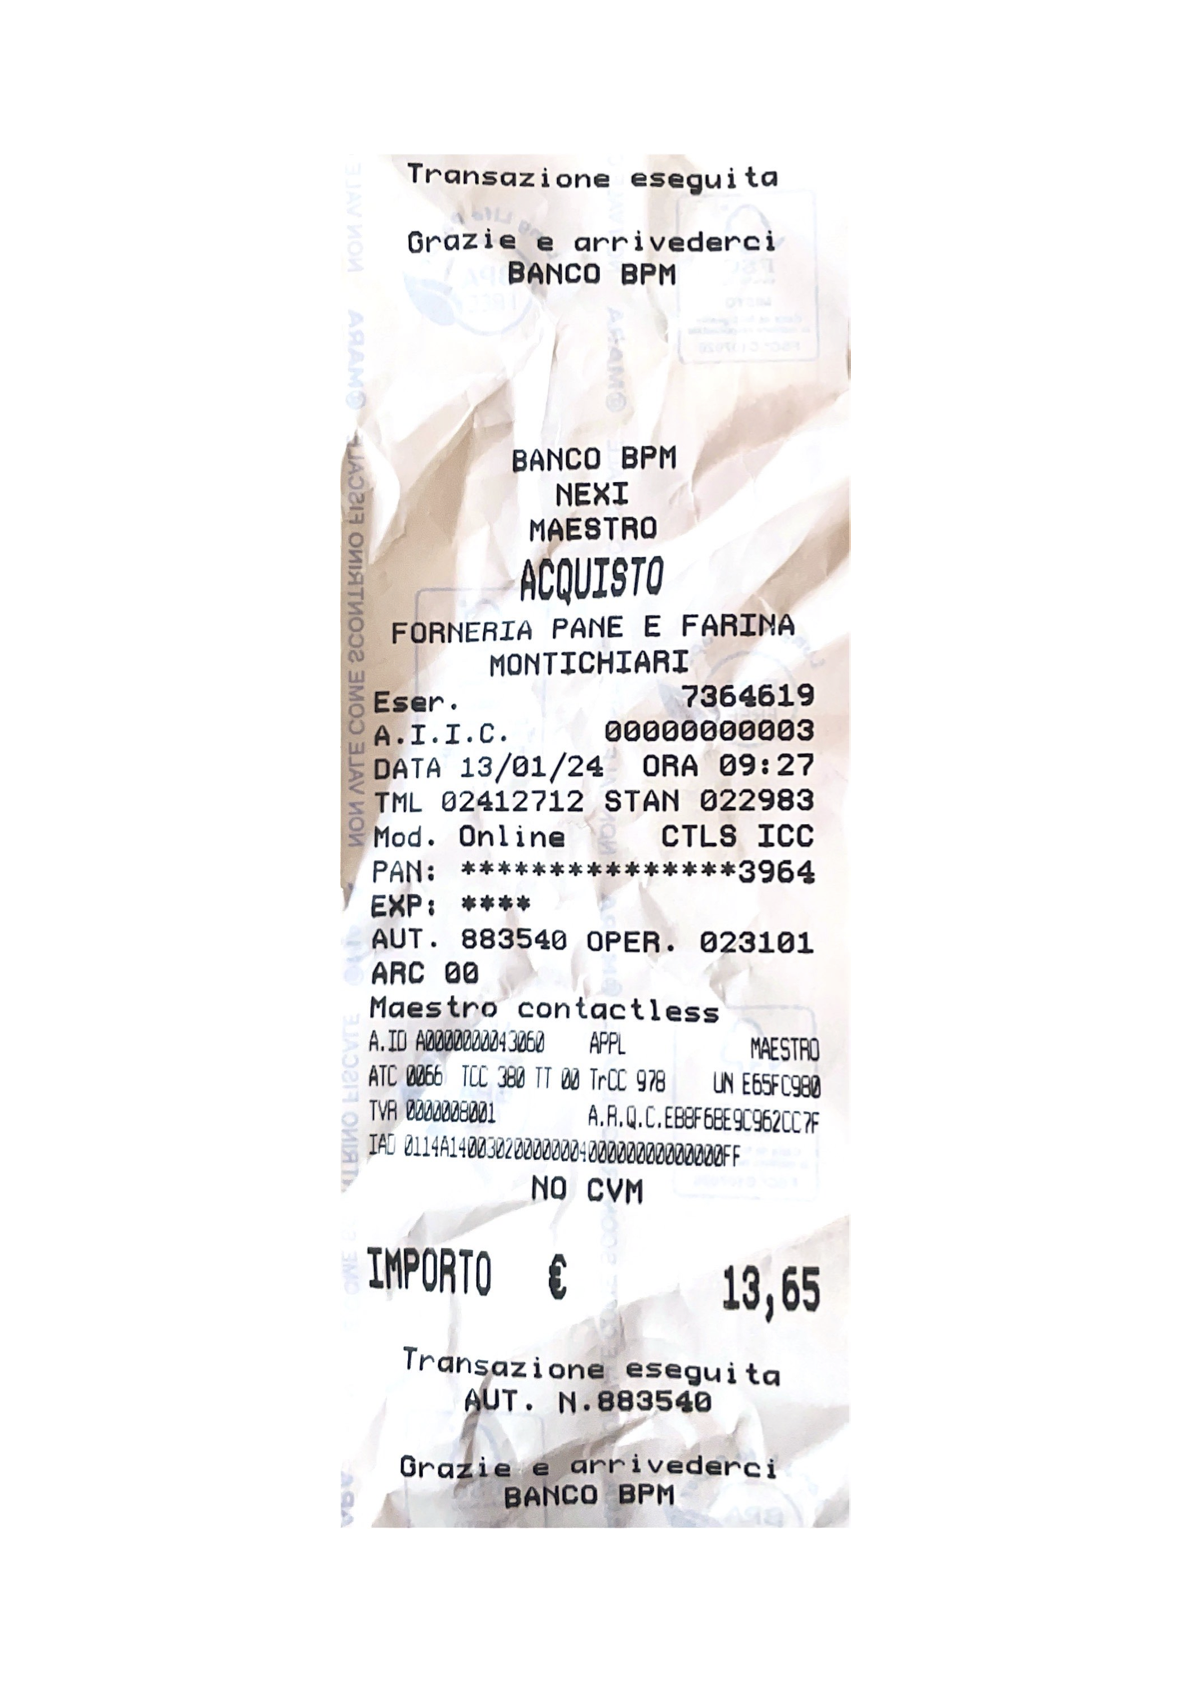 Transazione eseguita
Grazie e arrivederci
BANCO BPM
BANCO BPM
NEXI
MAESTRO
ACQUISTO
FORNERIA PANE E FARINA
MONTICHIARI
Eser. 7364619
A.I.I.C. 00000000003
DATA 13/01/24 ORA 09:27
TML 02412712 STAN 022983
Mod. Online CTLS ICC
PAN: ***************3964
EXP: ****
AUT. 883540 OPER. 023101
ARC 00
Maestro contactless
A.ID A0000000043060 APPL MAESTRO
ATC 0066 TCC 380 TT 00 TrCC 978 UN E65FC980
TVR 0000008001 A.R.Q.C.EB8F6BE9C962CC7F
IAD
NO CVM
IMPORTO € 13,65
Transazione eseguita
AUT. N.883540
Grazie e arrivederci
BANCO BPM
NON VALE COME SCONTRINO FISCALE ©MARA NON VALE